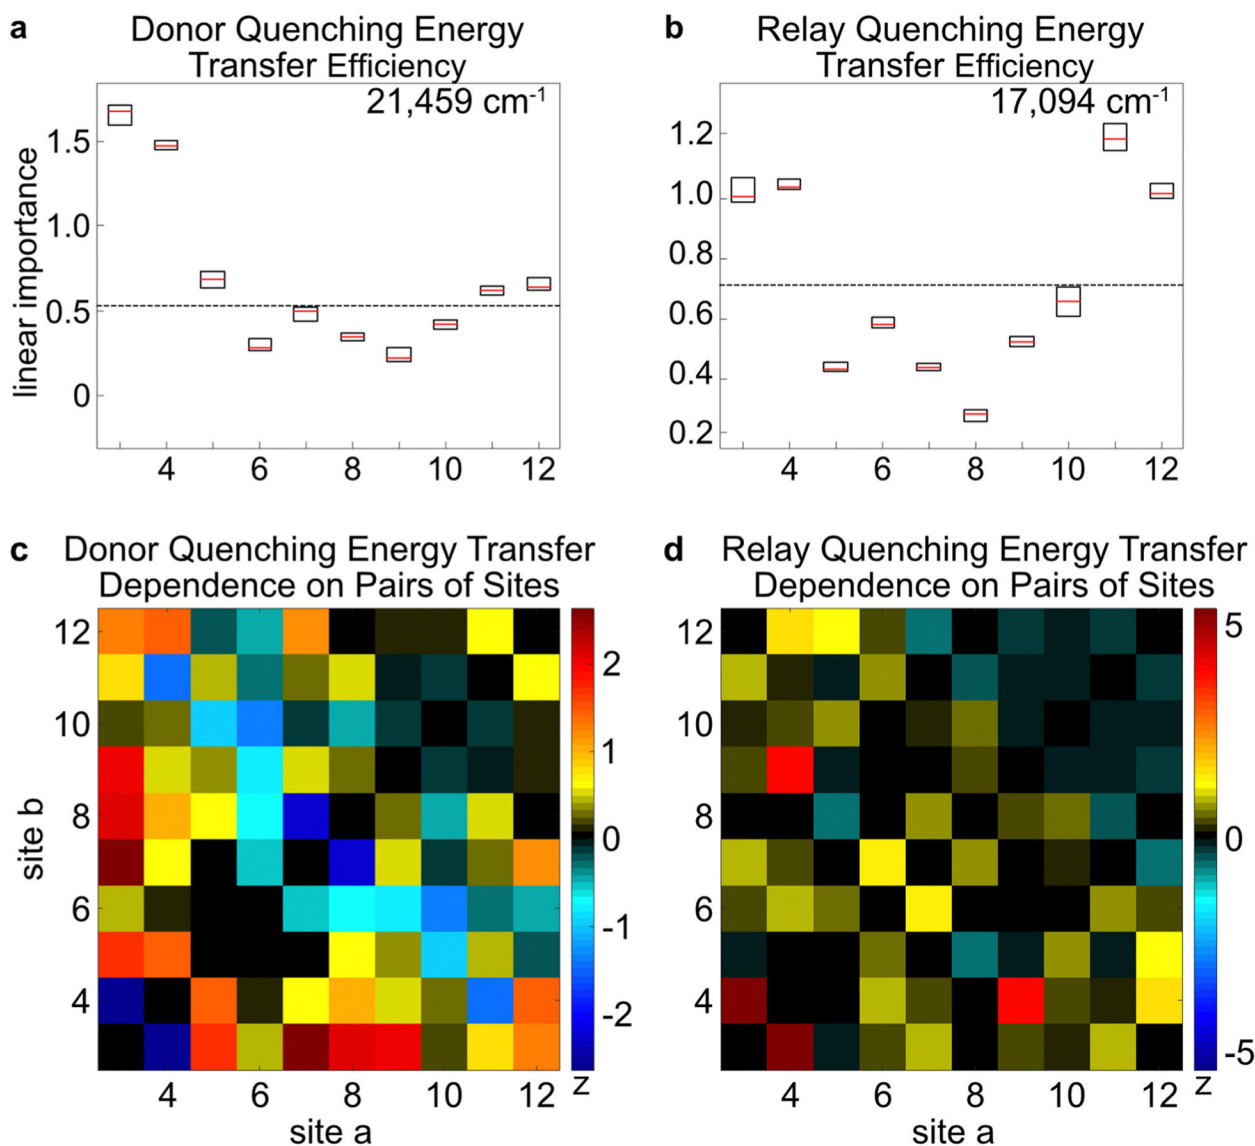 a Donor Quenching Energy
Transfer Efficiency
21,459 cm-1
linear importance
1.5
1.0
0.5
0
4 6 8 10 12
b Relay Quenching Energy
Transfer Efficiency
17,094 cm-1
1.2
1.0
0.8
0.6
0.4
0.2
4 6 8 10 12
c Donor Quenching Energy Transfer
Dependence on Pairs of Sites
site b
12
10
8
6
4
4 6 8 10 12
site a
2
1
0
-1
-2
z
d Relay Quenching Energy Transfer
Dependence on Pairs of Sites
12
10
8
6
4
4 6 8 10 12
site a
5
0
-5
z